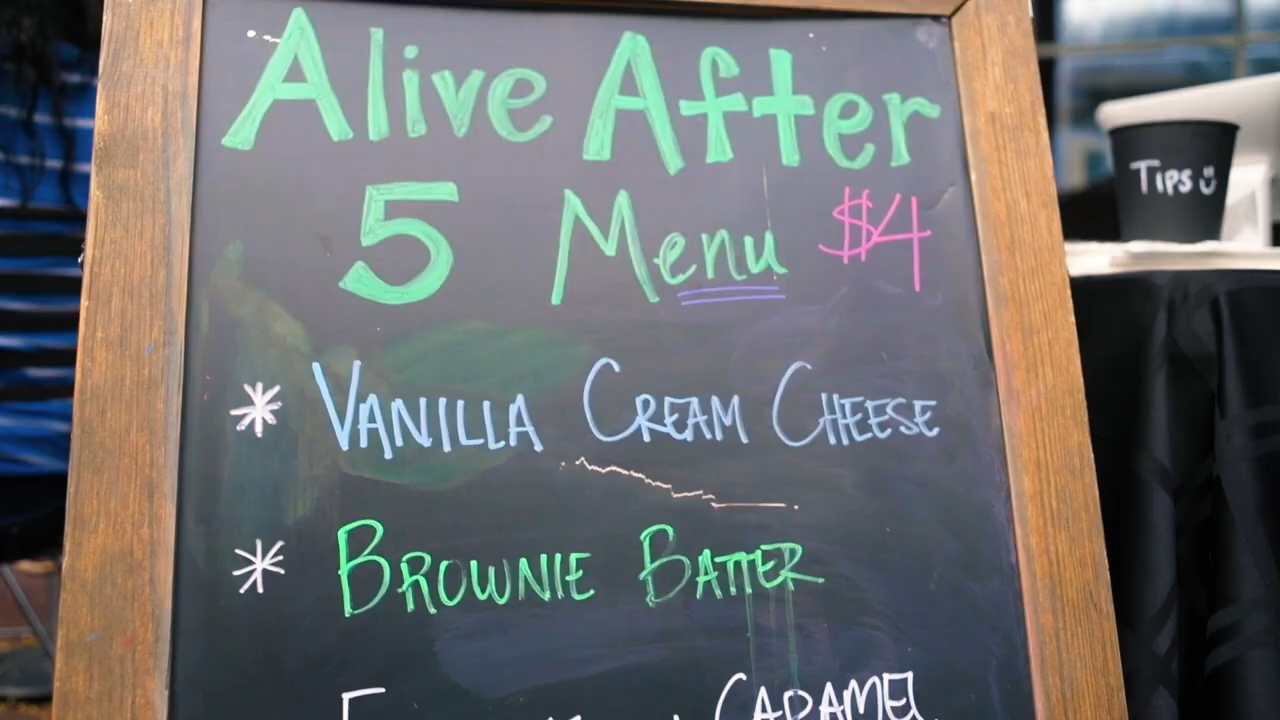 Alive After
5 Menu $4
* VANILLA CREAM CHEESE
* BROWNIE BATTER
CARAMEL
TIPS